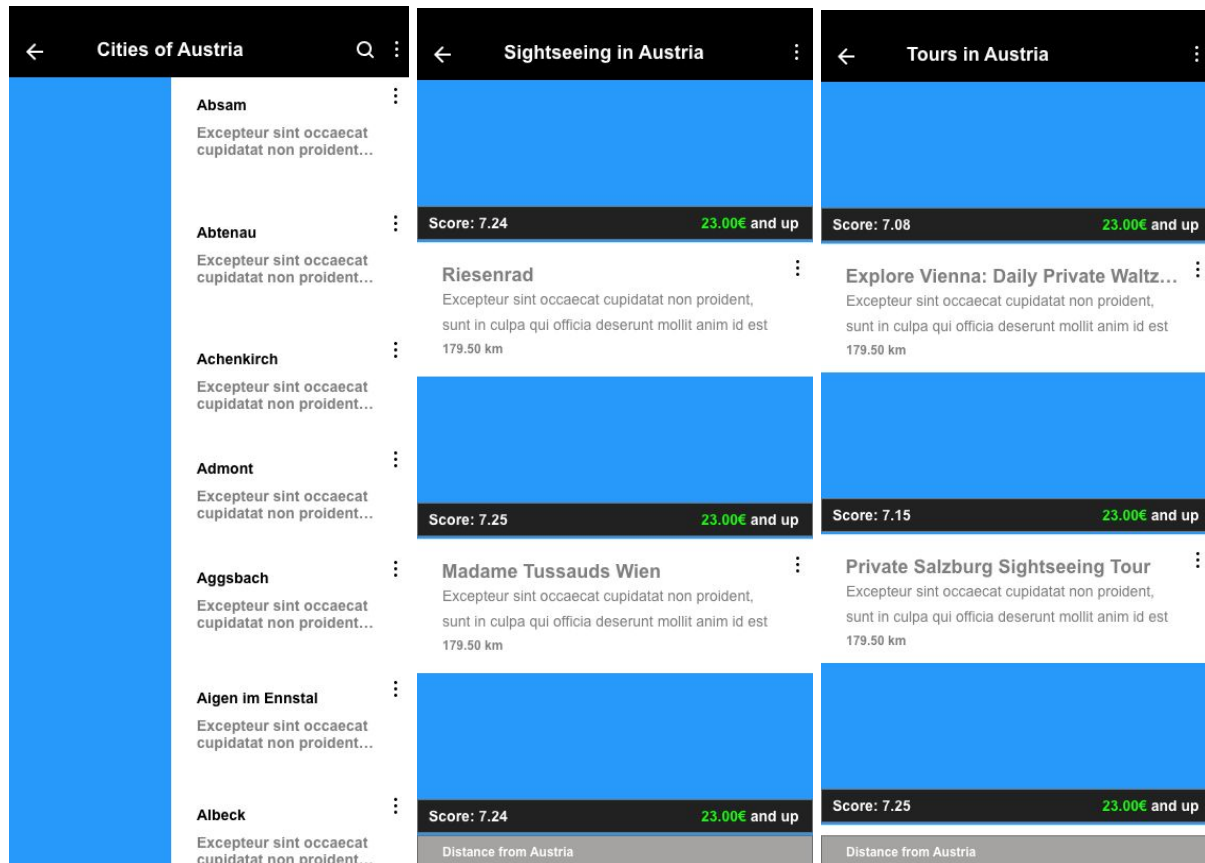 Cities of Austria
Absam
Excepteur sint occaecat
cupidatat non proident…
Abtenau
Excepteur sint occaecat
cupidatat non proident…
Achenkirch
Excepteur sint occaecat
cupidatat non proident…
Admont
Excepteur sint occaecat
cupidatat non proident…
Aggsbach
Excepteur sint occaecat
cupidatat non proident…
Aigen im Ennstal
Excepteur sint occaecat
cupidatat non proident…
Albeck
Excepteur sint occaecat
cupidatat non proident…
Sightseeing in Austria
Score: 7.24 23.00€ and up
Riesenrad
Excepteur sint occaecat cupidatat non proident,
sunt in culpa qui officia deserunt mollit anim id est
179.50 km
Score: 7.25 23.00€ and up
Madame Tussauds Wien
Excepteur sint occaecat cupidatat non proident,
sunt in culpa qui officia deserunt mollit anim id est
179.50 km
Score: 7.24 23.00€ and up
Distance from Austria
Tours in Austria
Score: 7.08 23.00€ and up
Explore Vienna: Daily Private Waltz…
Excepteur sint occaecat cupidatat non proident,
sunt in culpa qui officia deserunt mollit anim id est
179.50 km
Score: 7.15 23.00€ and up
Private Salzburg Sightseeing Tour
Excepteur sint occaecat cupidatat non proident,
sunt in culpa qui officia deserunt mollit anim id est
179.50 km
Score: 7.25 23.00€ and up
Distance from Austria